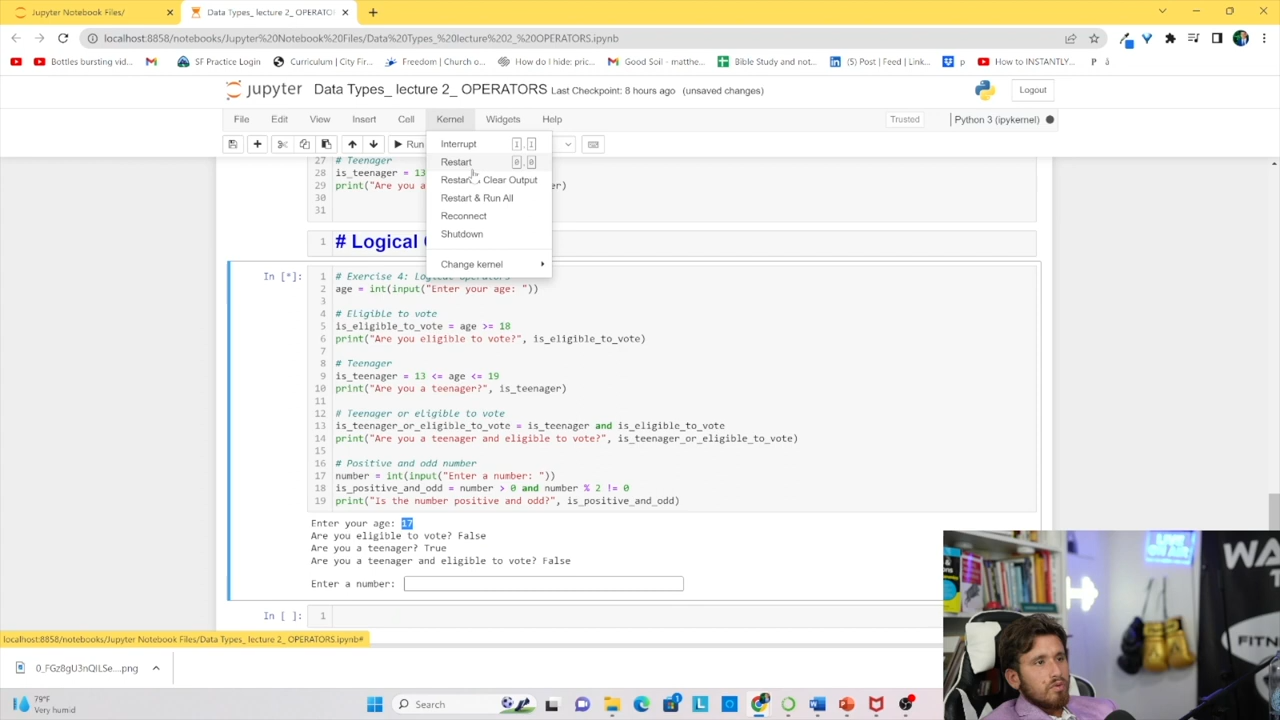 Jupyter Notebook Files/
Data Types_ lecture 2_ OPERATO
localhost:8858/notebooks/Jupyter%20Notebook%20Files/Data%20Types_%20lecture%202_%20OPERATORS.ipynb
Bottles bursting vid...
SF Practice Login
Curriculum | City Fir...
Freedom | Church o...
How do I hide: pric...
Gmail
Good Soil - matthe...
Bible Study and not...
(5) Post | Feed | Link...
p
How to INSTANTLY...
jupyter Data Types_ lecture 2_ OPERATORS Last Checkpoint: 8 hours ago (unsaved changes)
Logout
File Edit View Insert Cell Kernel Widgets Help
Trusted
Python 3 (ipykernel)
Run
Interrupt
Restart
Restart & Clear Output
Restart & Run All
Reconnect
Shutdown
Change kernel
27 # Teenager
28 is_teenager = 13
29 print("Are you a
30
31
1 # Logical
In [*]:
1 # Exercise 4: Logical operators
2 age = int(input("Enter your age: "))
3
4 # Eligible to vote
5 is_eligible_to_vote = age >= 18
6 print("Are you eligible to vote?", is_eligible_to_vote)
7
8 # Teenager
9 is_teenager = 13 <= age <= 19
10 print("Are you a teenager?", is_teenager)
11
12 # Teenager or eligible to vote
13 is_teenager_or_eligible_to_vote = is_teenager and is_eligible_to_vote
14 print("Are you a teenager and eligible to vote?", is_teenager_or_eligible_to_vote)
15
16 # Positive and odd number
17 number = int(input("Enter a number: "))
18 is_positive_and_odd = number > 0 and number % 2 != 0
19 print("Is the number positive and odd?", is_positive_and_odd)
Enter your age: 17
Are you eligible to vote? False
Are you a teenager? True
Are you a teenager and eligible to vote? False
Enter a number:
In [ ]: 1
localhost:8858/notebooks/Jupyter Notebook Files/Data Types_ lecture 2_ OPERATORS.ipynb#
0_FGz8gU3nQILSe....png
79°F
Very humid
Search
WA
FITN